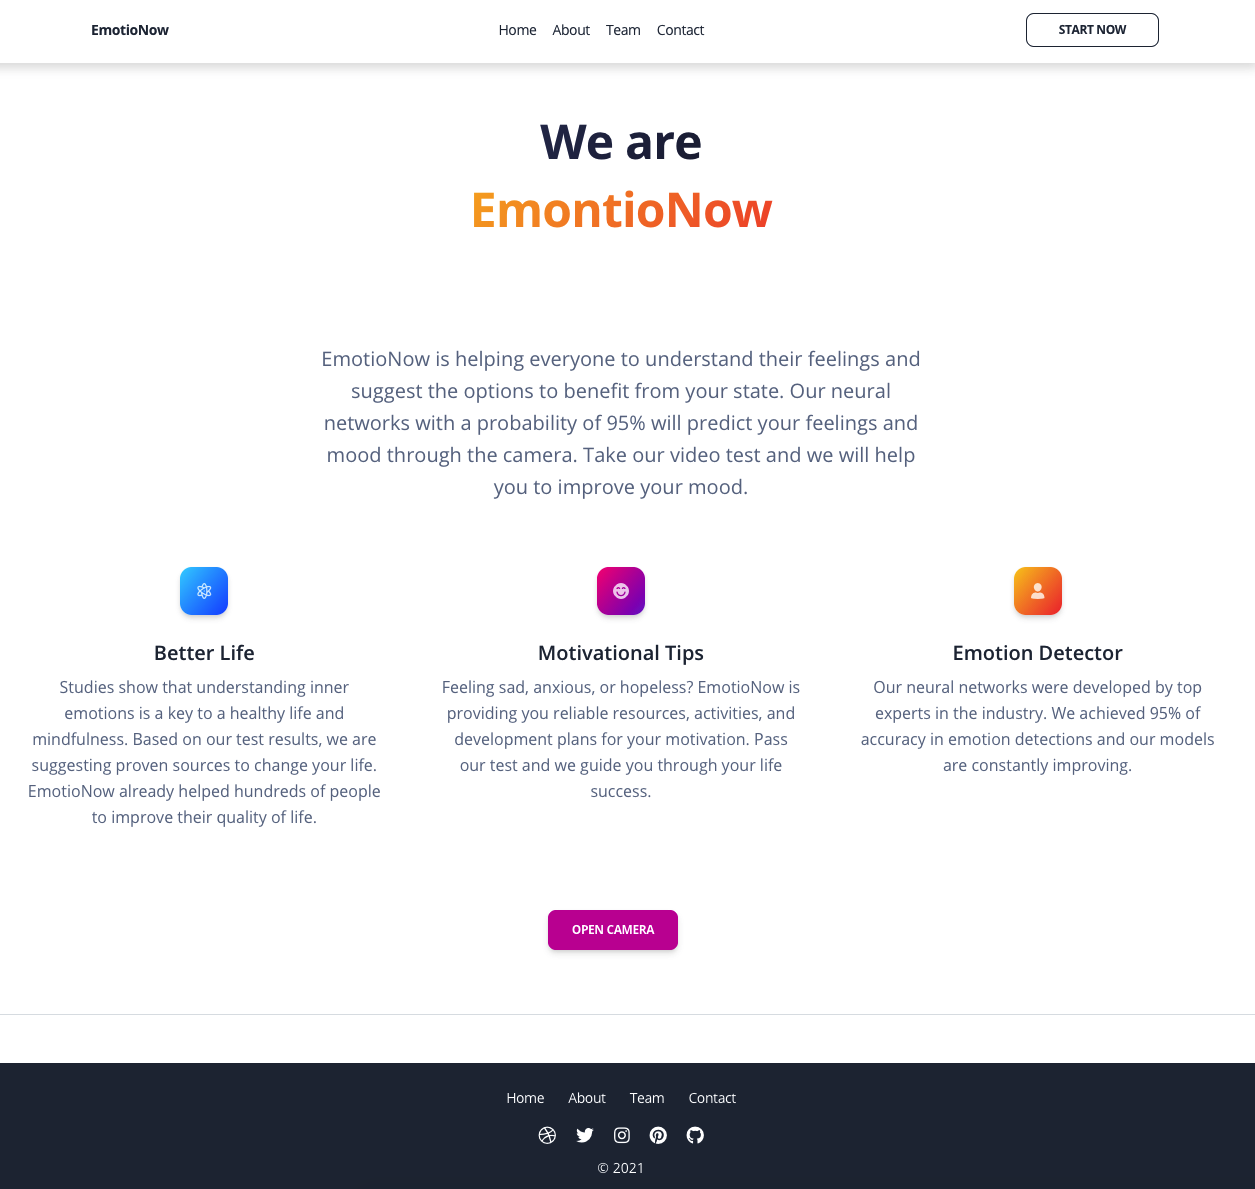 EmotioNow
Home About Team Contact
START NOW
We are
EmontioNow
EmotioNow is helping everyone to understand their feelings and
suggest the options to benefit from your state. Our neural
networks with a probability of 95% will predict your feelings and
mood through the camera. Take our video test and we will help
you to improve your mood.
Better Life
Studies show that understanding inner
emotions is a key to a healthy life and
mindfulness. Based on our test results, we are
suggesting proven sources to change your life.
EmotioNow already helped hundreds of people
to improve their quality of life.
Motivational Tips
Feeling sad, anxious, or hopeless? EmotioNow is
providing you reliable resources, activities, and
development plans for your motivation. Pass
our test and we guide you through your life
success.
Emotion Detector
Our neural networks were developed by top
experts in the industry. We achieved 95% of
accuracy in emotion detections and our models
are constantly improving.
OPEN CAMERA
Home About Team Contact
© 2021